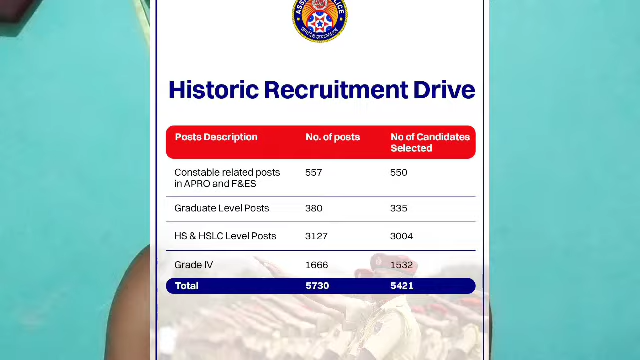 ASSAM POLICE
Historic Recruitment Drive
Posts Description No. of posts No of Candidates Selected
Constable related posts in APRO and F&ES 557 550
Graduate Level Posts 380 335
HS & HSLC Level Posts 3127 3004
Grade IV 1666 1532
Total 5730 5421